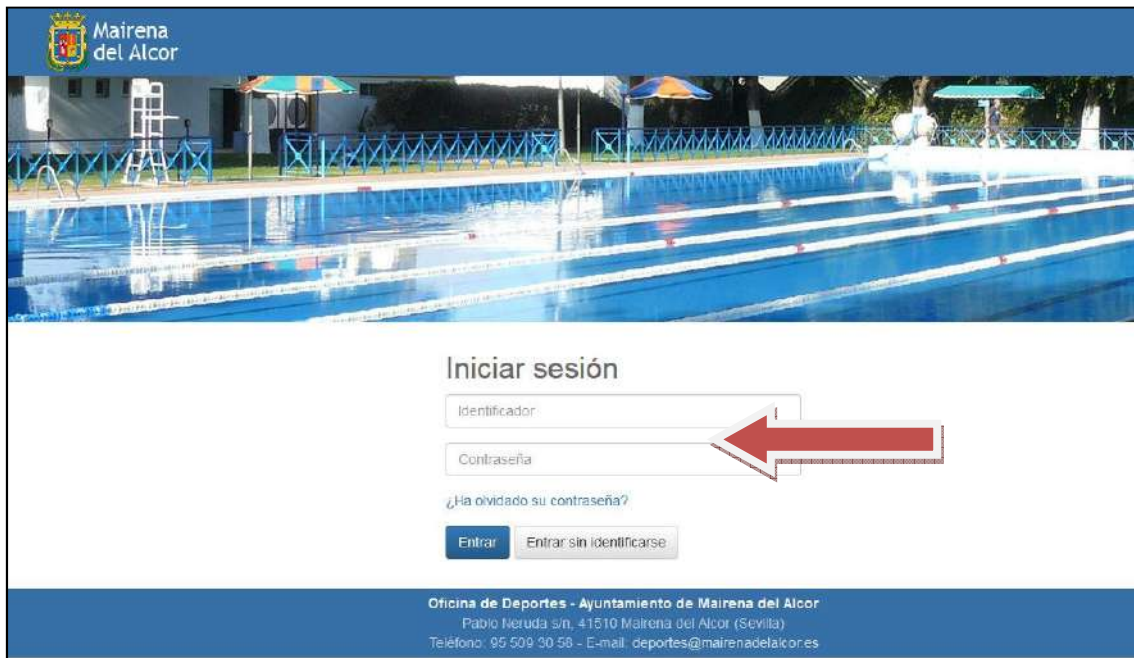 Mairena
del Alcor
Iniciar sesión
Identificador
Contraseña
¿Ha olvidado su contraseña?
Entrar
Entrar sin identificarse
Oficina de Deportes - Ayuntamiento de Mairena del Alcor
Pablo Neruda s/n, 41510 Mairena del Alcor (Sevilla)
Teléfono: 95 509 30 56 - E-mail: deportes@mairenadelalcor.es